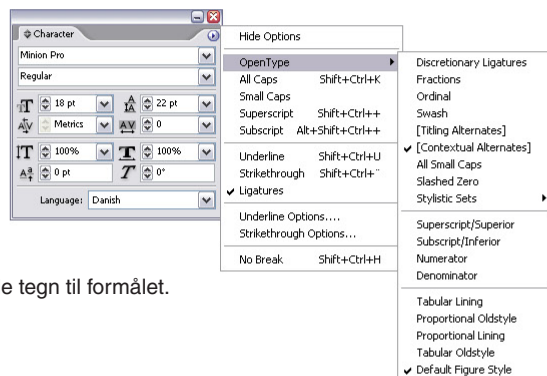 Character
Minion Pro
Regular
18 pt
22 pt
Metrics
0
100%
100%
0 pt
0°
Language: Danish
Hide Options
OpenType
All Caps Shift+Ctrl+K
Small Caps
Superscript Shift+Ctrl++
Subscript Alt+Shift+Ctrl++
Underline Shift+Ctrl+U
Strikethrough Shift+Ctrl+¨
Ligatures
Underline Options....
Strikethrough Options...
No Break Shift+Ctrl+H
Discretionary Ligatures
Fractions
Ordinal
Swash
[Titling Alternates]
[Contextual Alternates]
All Small Caps
Slashed Zero
Stylistic Sets
Superscript/Superior
Subscript/Inferior
Numerator
Denominator
Tabular Lining
Proportional Oldstyle
Proportional Lining
Tabular Oldstyle
Default Figure Style
e tegn til formålet.